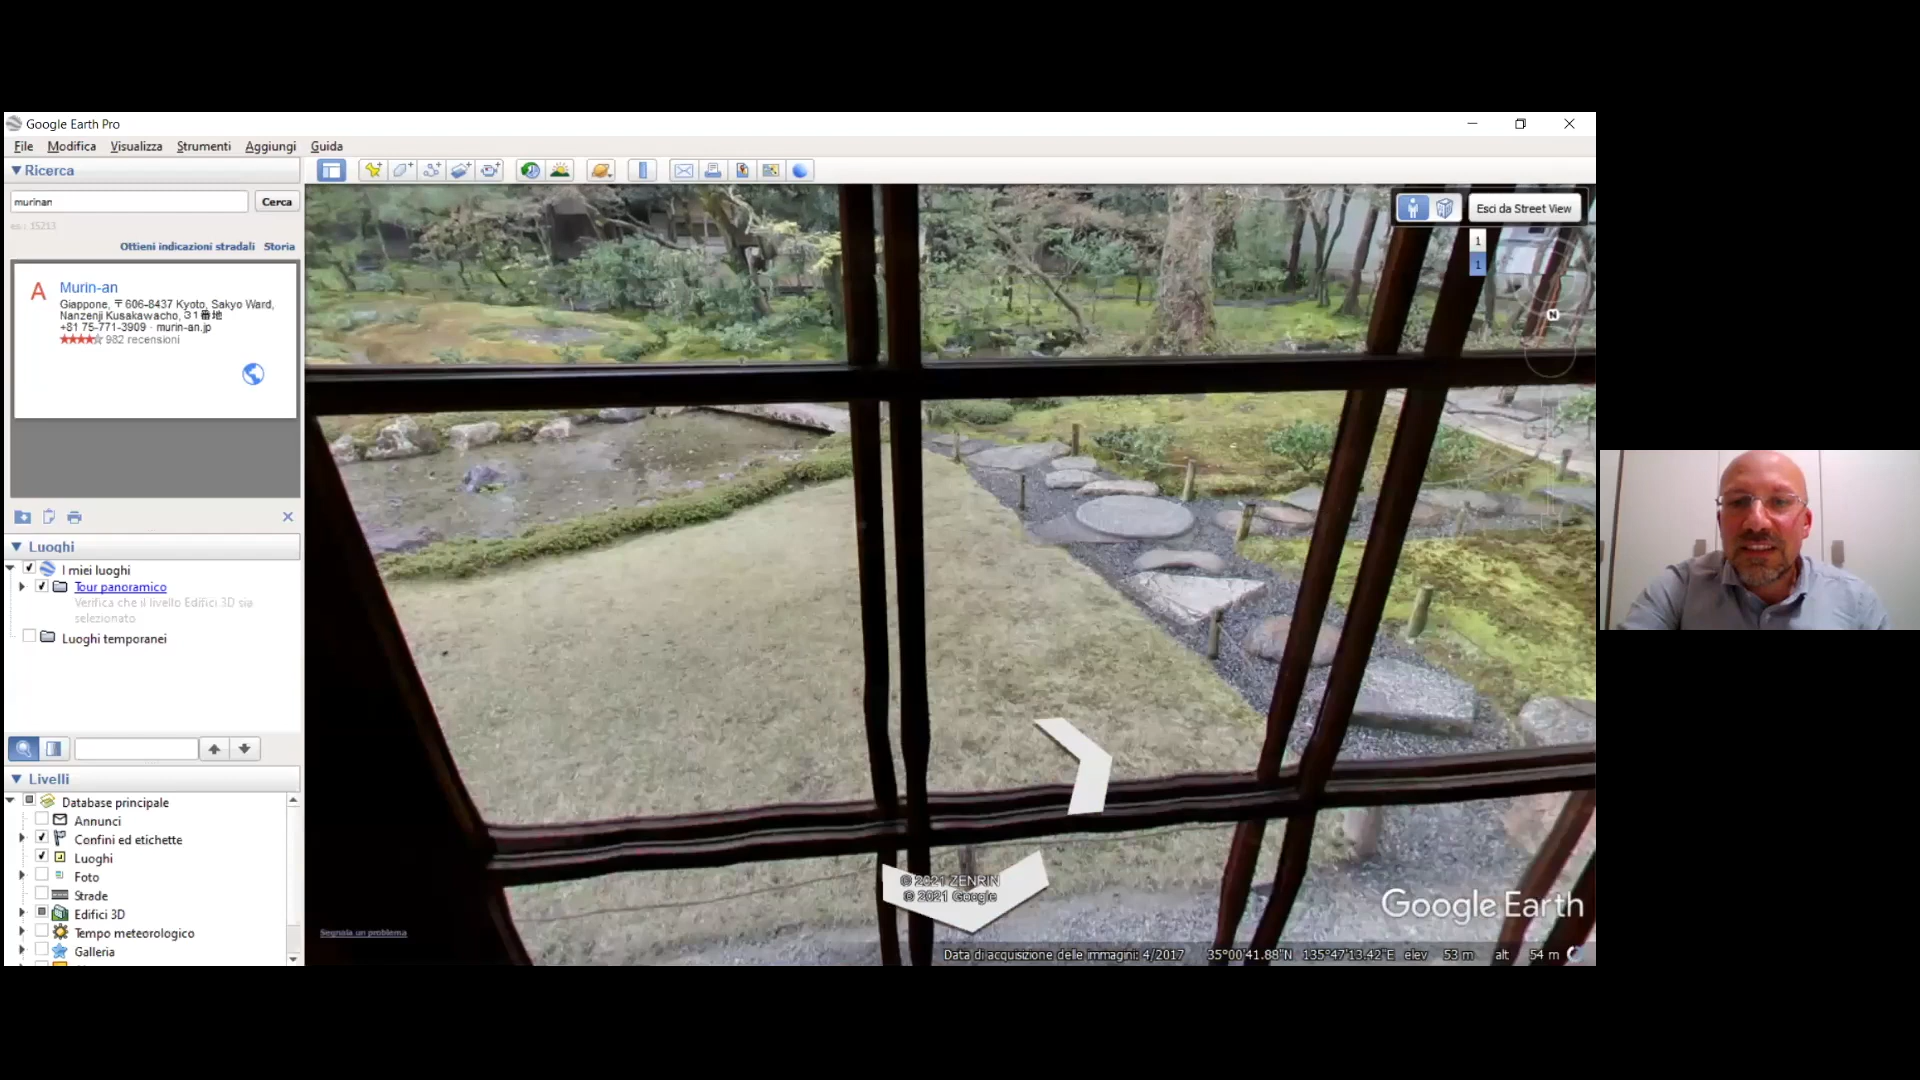 Google Earth Pro
File Modifica Visualizza Strumenti Aggiungi Guida
Ricerca
murinan
Cerca
es.: 15213
Ottieni indicazioni stradali Storia
A
Murin-an
Giappone, 〒606-8437 Kyoto, Sakyo Ward,
Nanzenji Kusakawacho, 31番地
+81 75-771-3909 · murin-an.jp
982 recensioni
Luoghi
I miei luoghi
Tour panoramico
Verifica che il livello Edifici 3D sia
selezionato
Luoghi temporanei
Livelli
Database principale
Annunci
Confini ed etichette
Luoghi
Foto
Strade
Edifici 3D
Tempo meteorologico
Galleria
Esci da Street View
1
1
N
© 2021 ZENRIN
© 2021 Google
Segnala un problema
Google Earth
Data di acquisizione delle immagini: 4/2017 35°00'41.88"N 135°47'13.42"E elev 53 m alt 54 m